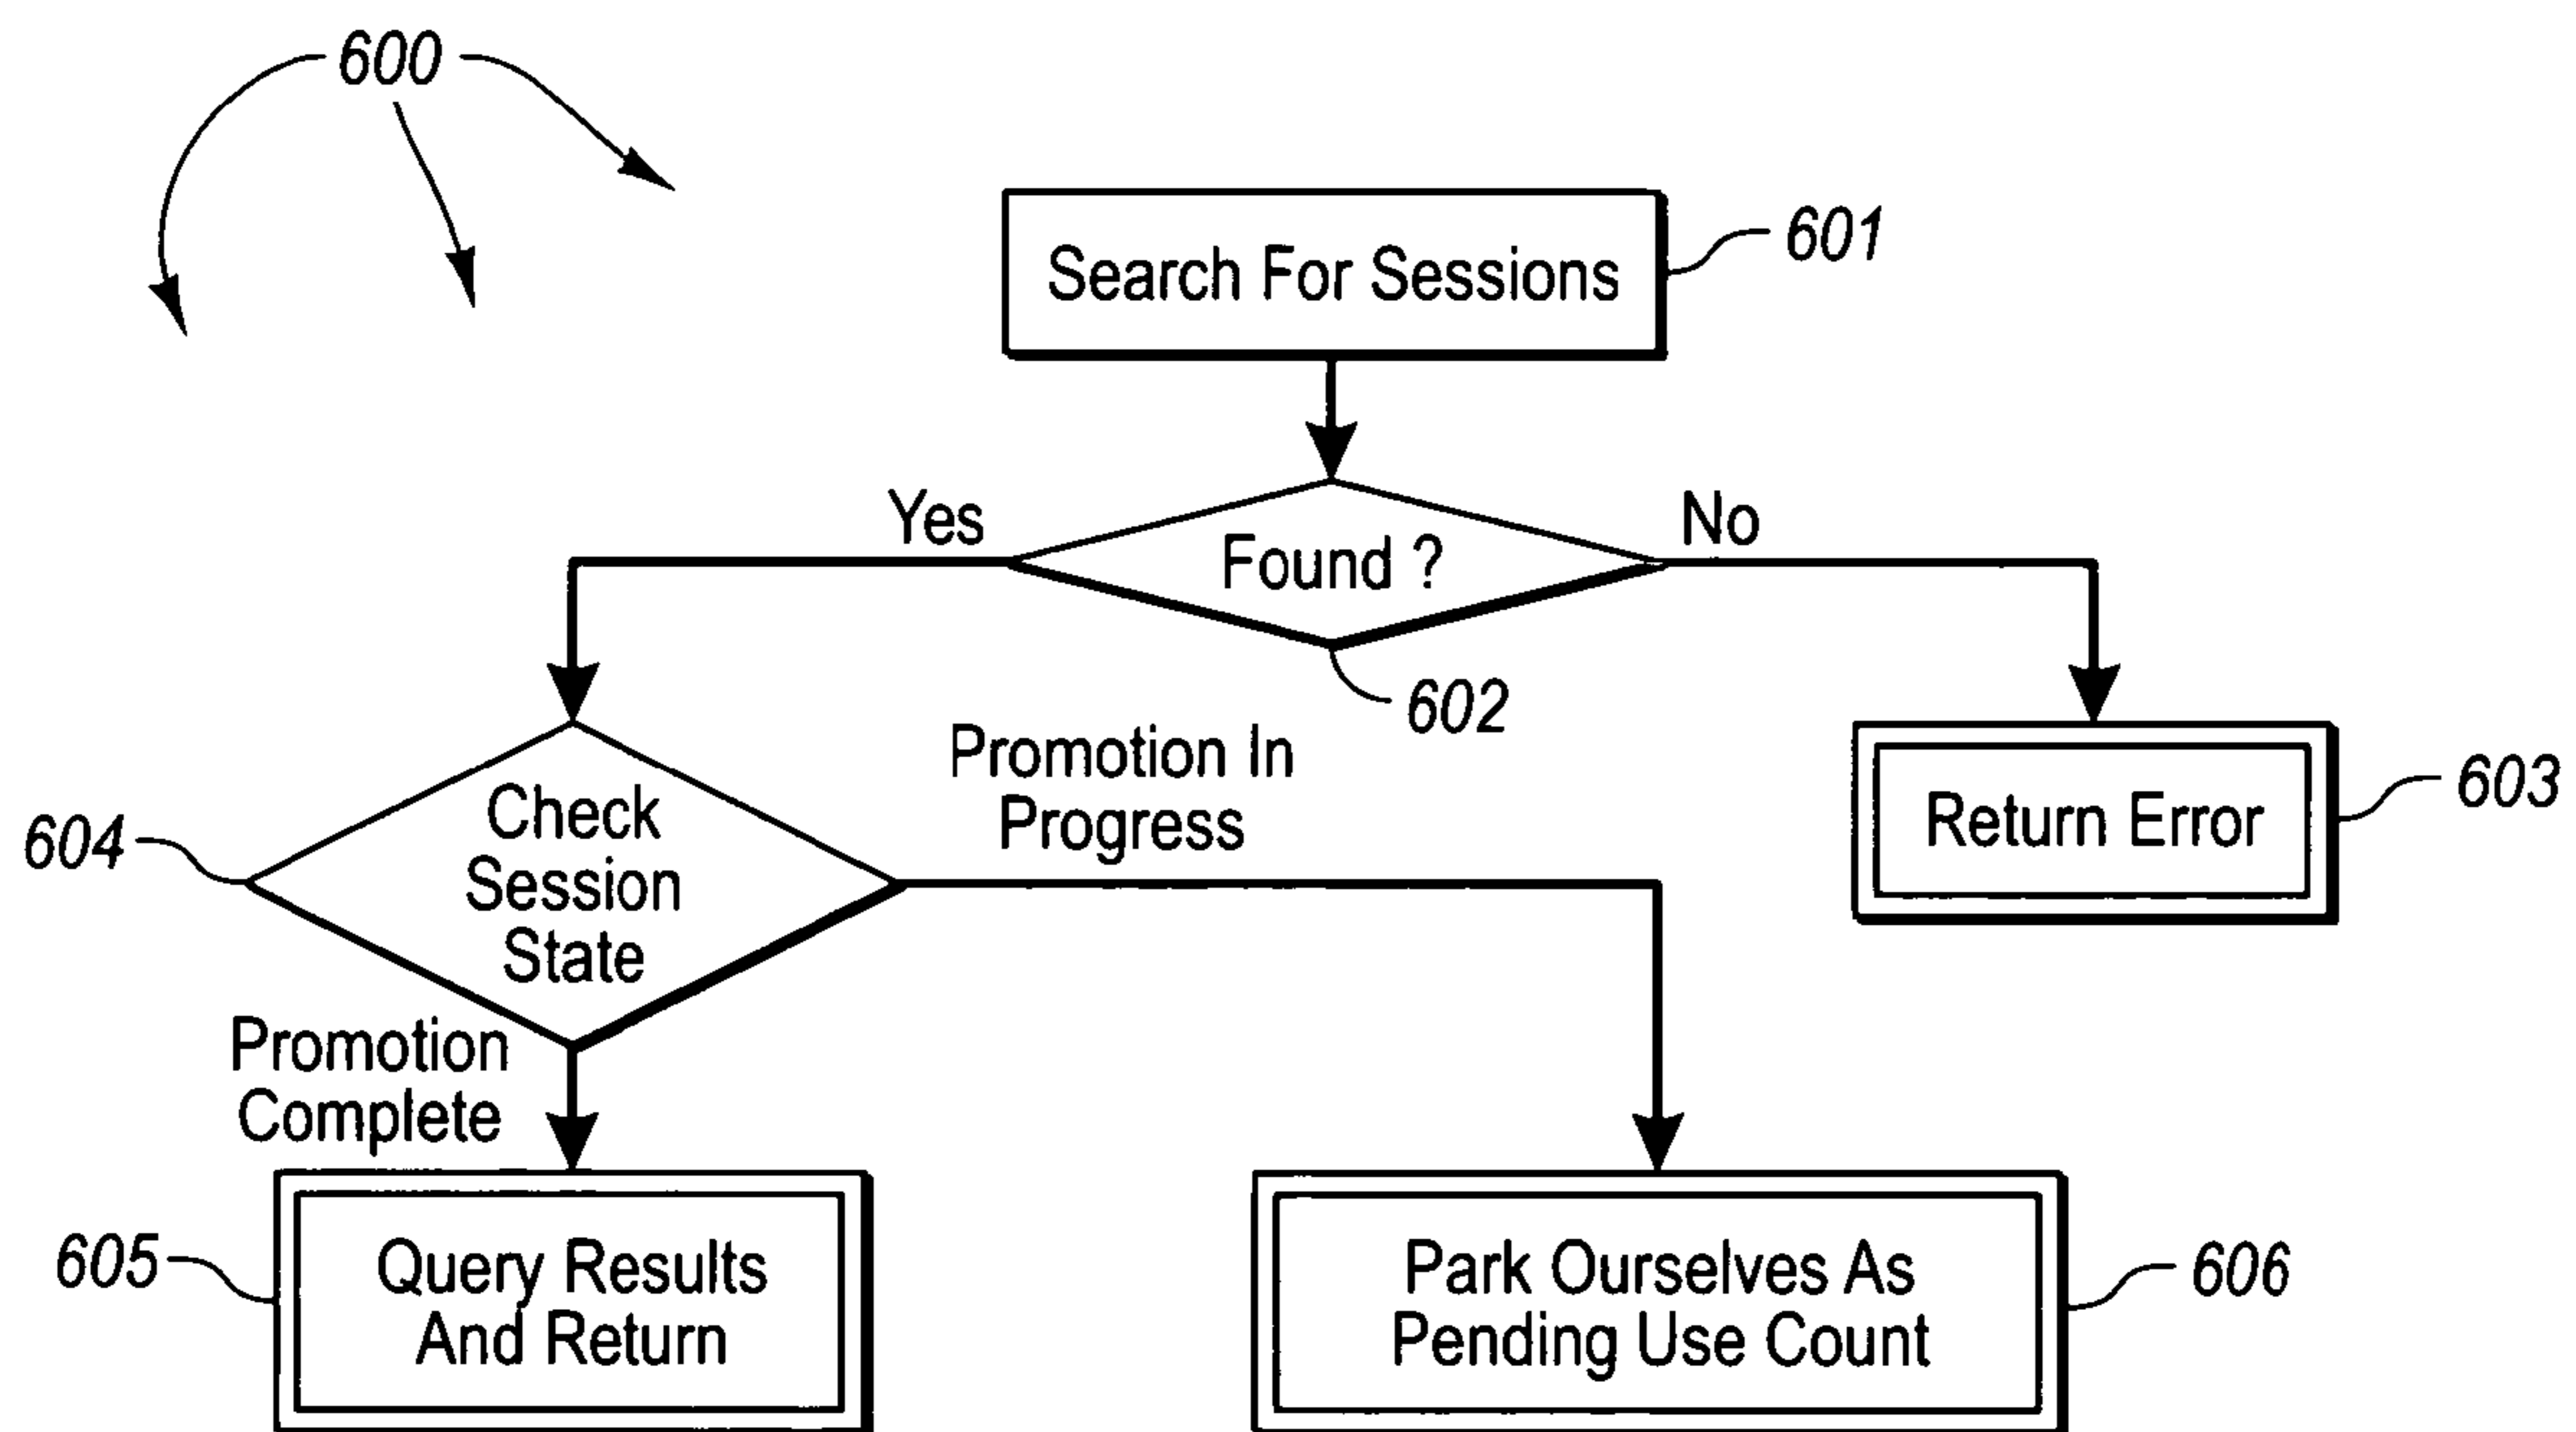 600
Search For Sessions
601
Yes
Found ?
No
602
Promotion In
Progress
Return Error
603
604
Check
Session
State
Promotion
Complete
605
Query Results
And Return
Park Ourselves As
Pending Use Count
606